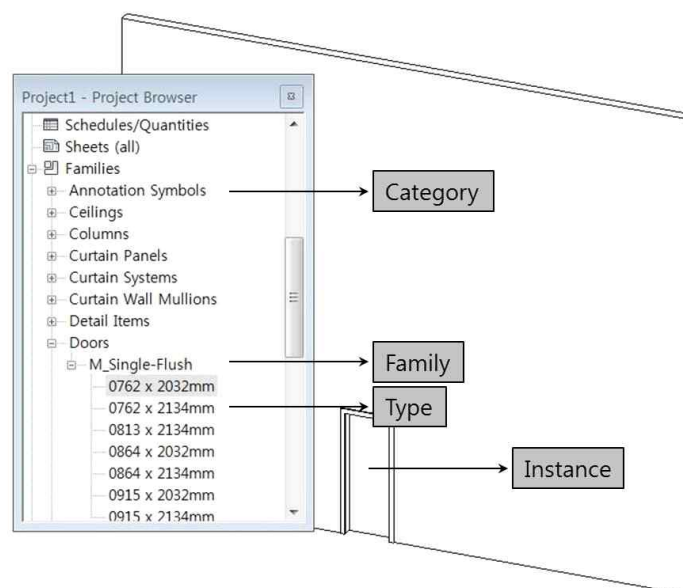 Project1 - Project Browser
Schedules/Quantities
Sheets (all)
Families
Annotation Symbols
Category
Ceilings
Columns
Curtain Panels
Curtain Systems
Curtain Wall Mullions
Detail Items
Doors
M_Single-Flush
Family
0762 x 2032mm
0762 x 2134mm
Type
0813 x 2134mm
0864 x 2032mm
0864 x 2134mm
Instance
0915 x 2032mm
0915 x 2134mm